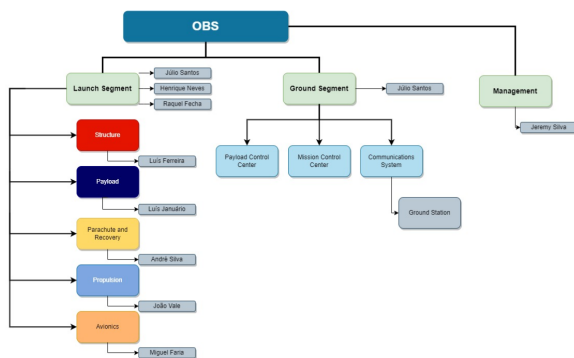 OBS
Launch Segment
Júlio Santos
Henrique Neves
Raquel Fecha
Ground Segment
Júlio Santos
Management
Jeremy Silva
Structure
Luís Ferreira
Payload
Luís Januário
Parachute and
Recovery
André Silva
Propulsion
João Vale
Avionics
Miguel Faria
Payload Control
Center
Mission Control
Center
Communications
System
Ground Station